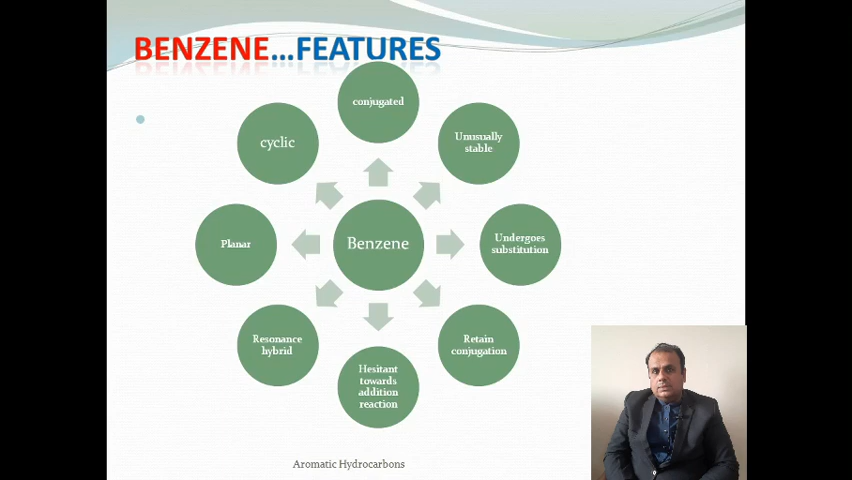 BENZENE...FEATURES
conjugated
Unusually
stable
Undergoes
substitution
Retain
conjugation
Hesitant
towards
addition
reaction
Resonance
hybrid
Planar
cyclic
Benzene
Aromatic Hydrocarbons